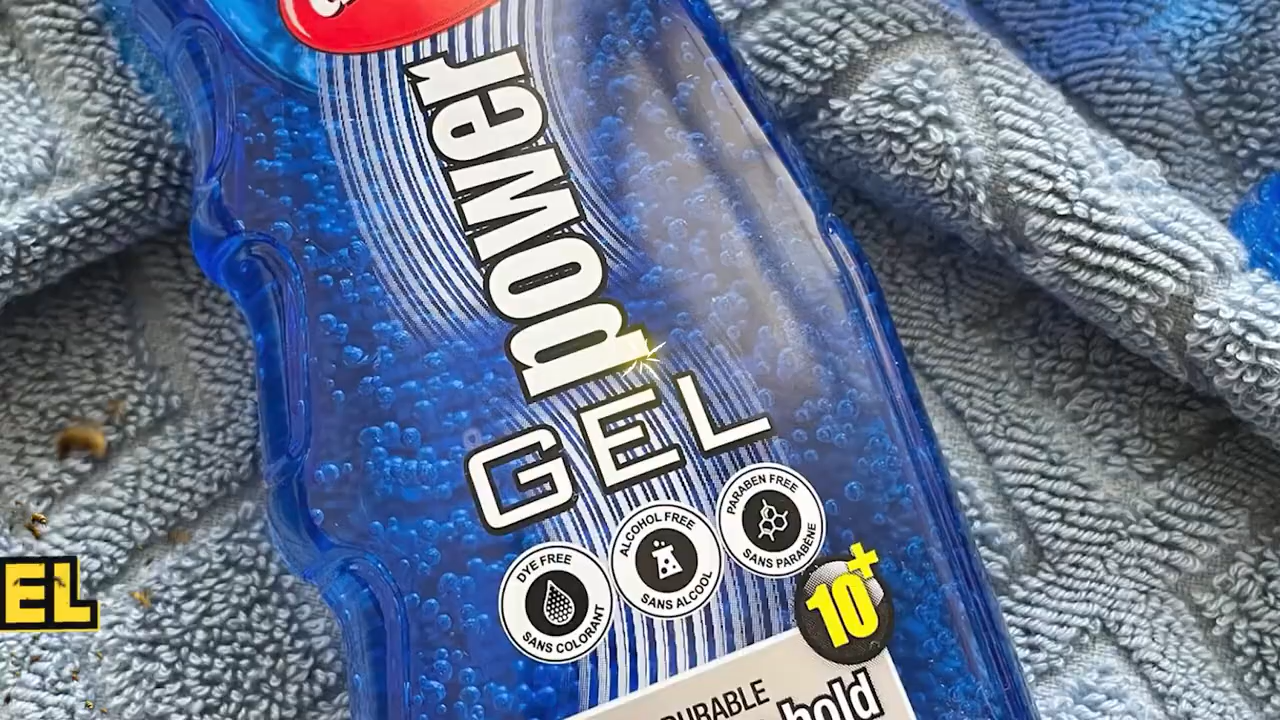 power
GEL
DYE FREE
SANS COLORANT
ALCOHOL FREE
SANS ALCOOL
PARABEN FREE
SANS PARABÈNE
10+
DURABLE
hold
EL